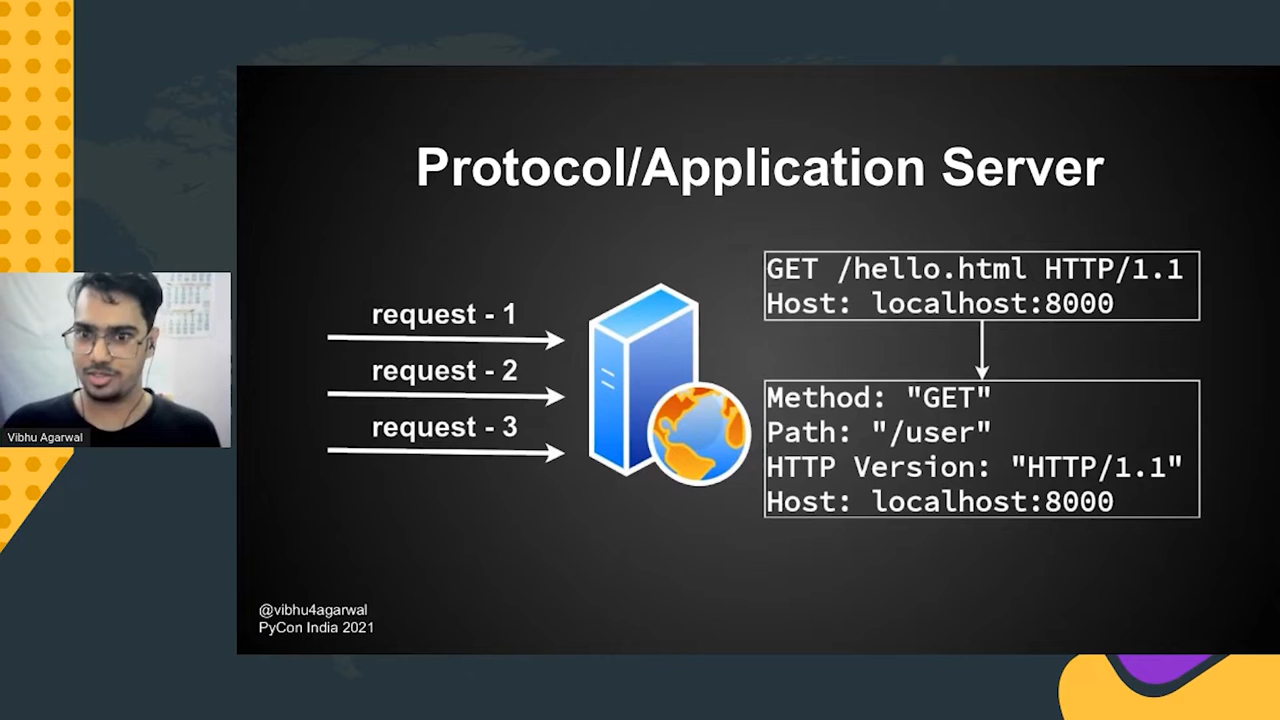 Protocol/Application Server
request - 1
request - 2
request - 3
GET /hello.html HTTP/1.1
Host: localhost:8000
Method: "GET"
Path: "/user"
HTTP Version: "HTTP/1.1"
Host: localhost:8000
Vibhu Agarwal
@vibhu4agarwal
PyCon India 2021